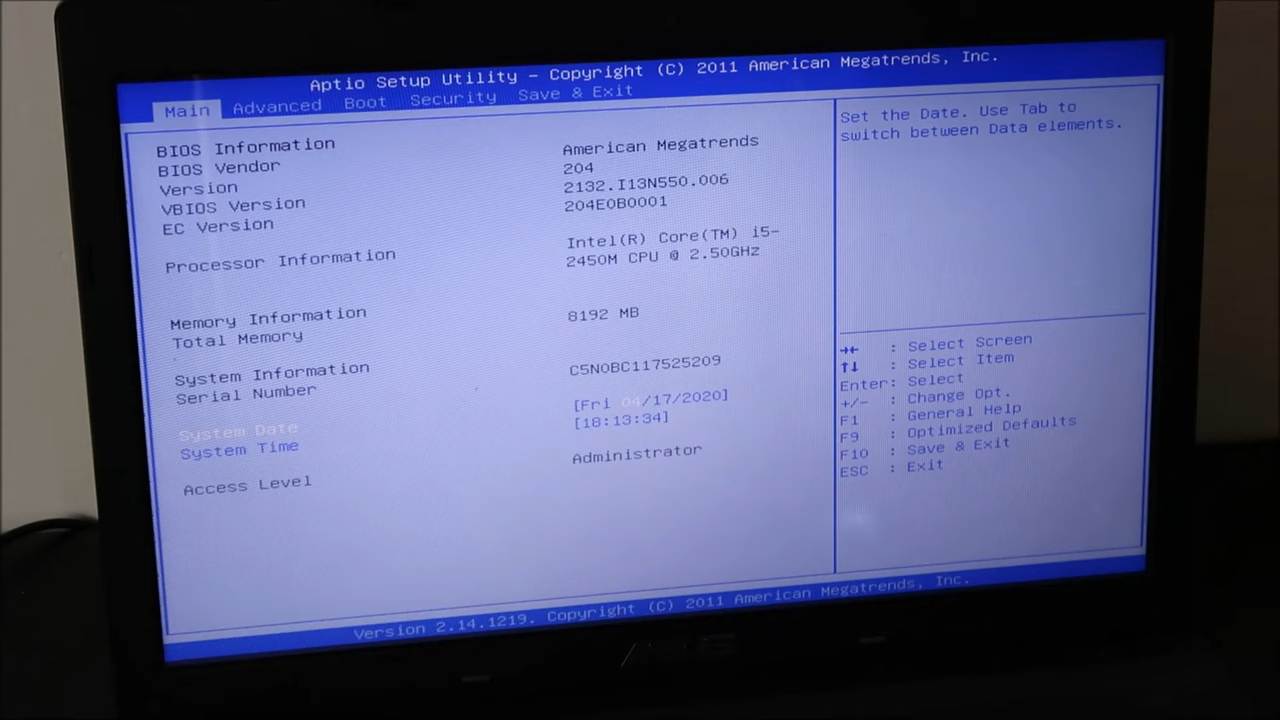 Aptio Setup Utility - Copyright (C) 2011 American Megatrends, Inc.
Main Advanced Boot Security Save & Exit
BIOS Information
BIOS Vendor American Megatrends
Version 204
VBIOS Version 2132.I13N550.006
EC Version 204E0B0001
Processor Information Intel(R) Core(TM) i5-
2450M CPU @ 2.50GHz
Memory Information
Total Memory 8192 MB
System Information
Serial Number C5N0BC117525209
System Date [Fri 04/17/2020]
System Time [18:13:34]
Access Level Administrator
Set the Date. Use Tab to
switch between Data elements.
→← : Select Screen
↑↓ : Select Item
Enter: Select
+/- : Change Opt.
F1 : General Help
F9 : Optimized Defaults
F10 : Save & Exit
ESC : Exit
Version 2.14.1219. Copyright (C) 2011 American Megatrends, Inc.
ASUS